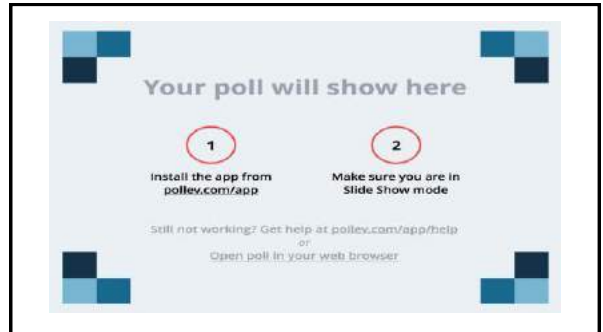 Your poll will show here
1
2
Install the app from
pollev.com/app
Make sure you are in
Slide Show mode
Still not working? Get help at pollev.com/app/help
or
Open poll in your web browser